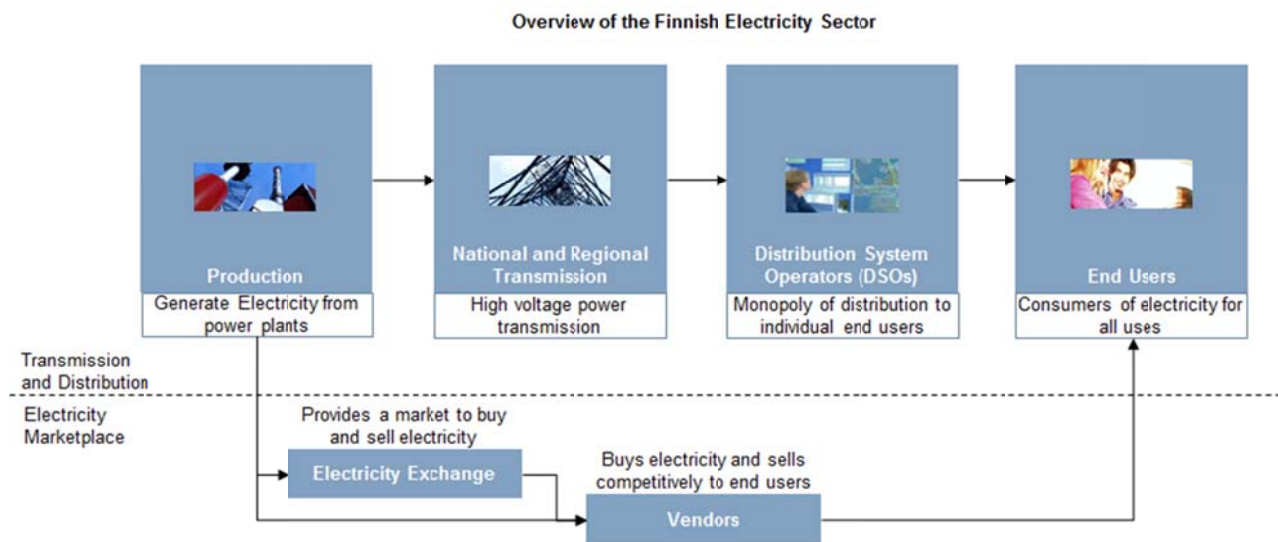 Overview of the Finnish Electricity Sector
Production
Generate Electricity from
power plants
National and Regional
Transmission
High voltage power
transmission
Distribution System
Operators (DSOs)
Monopoly of distribution to
individual end users
End Users
Consumers of electricity for
all uses
Transmission
and Distribution
Electricity
Marketplace
Provides a market to buy
and sell electricity
Electricity Exchange
Buys electricity and sells
competitively to end users
Vendors